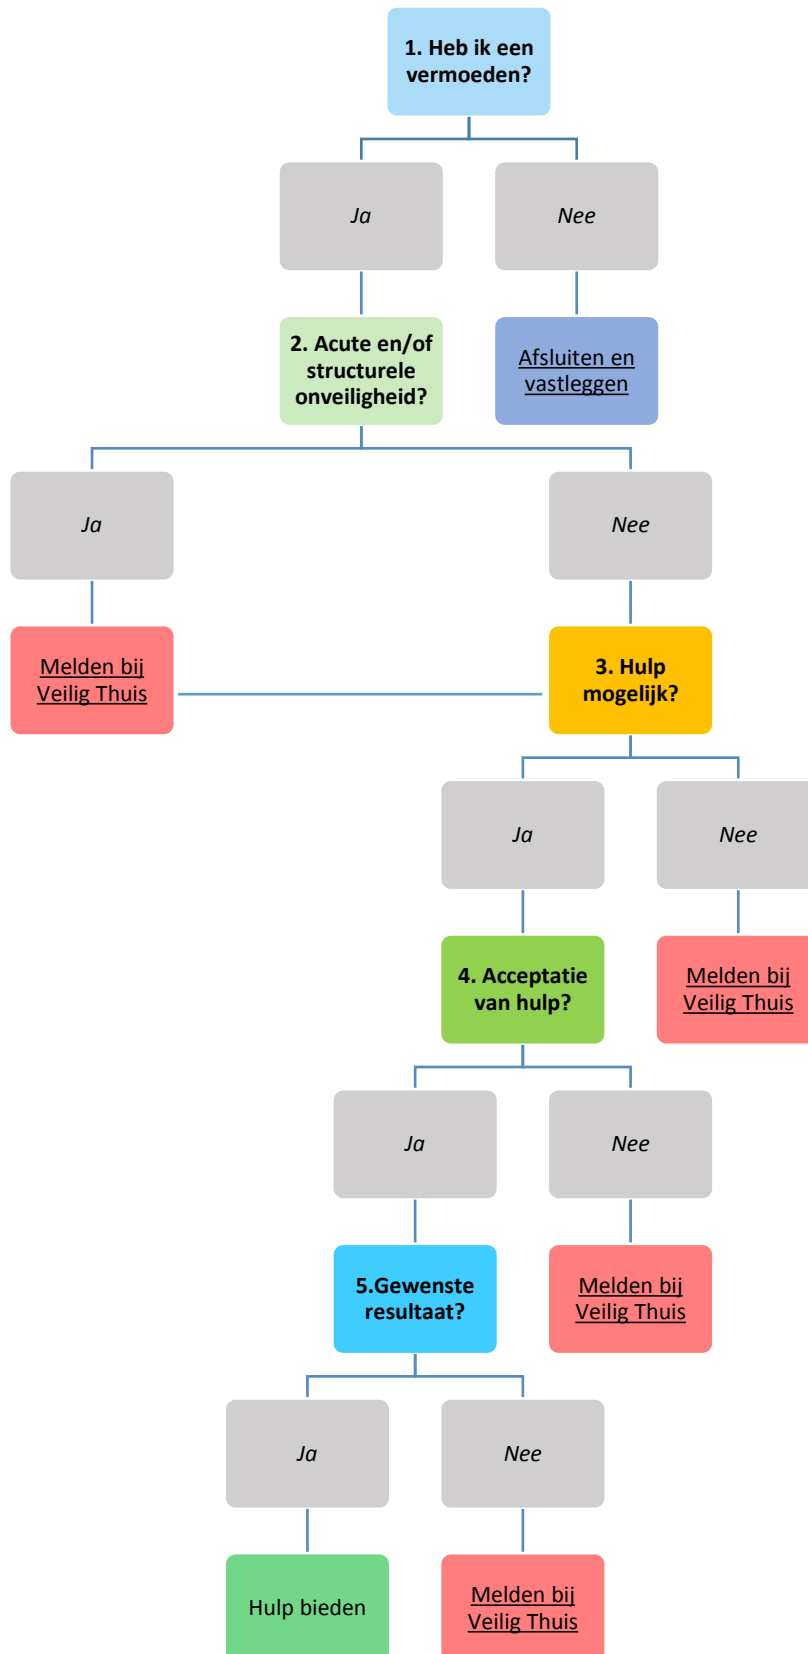 1. Heb ik een
vermoeden?
Ja
Nee
2. Acute en/of
structurele
onveiligheid?
Afsluiten en
vastleggen
Ja
Nee
Melden bij
Veilig Thuis
3. Hulp
mogelijk?
Ja
Nee
4. Acceptatie
van hulp?
Melden bij
Veilig Thuis
Ja
Nee
5.Gewenste
resultaat?
Melden bij
Veilig Thuis
Ja
Nee
Hulp bieden
Melden bij
Veilig Thuis